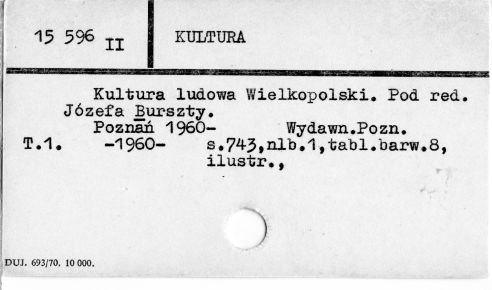 15 596 II KULTURA
Kultura ludowa Wielkopolski. Pod red.
Józefa Burszty.
Poznań 1960- Wydawn.Pozn.
T.1. -1960- s.743,nlb.1,tabl.barw.8,
ilustr.,
DUJ. 693/70. 10 000.